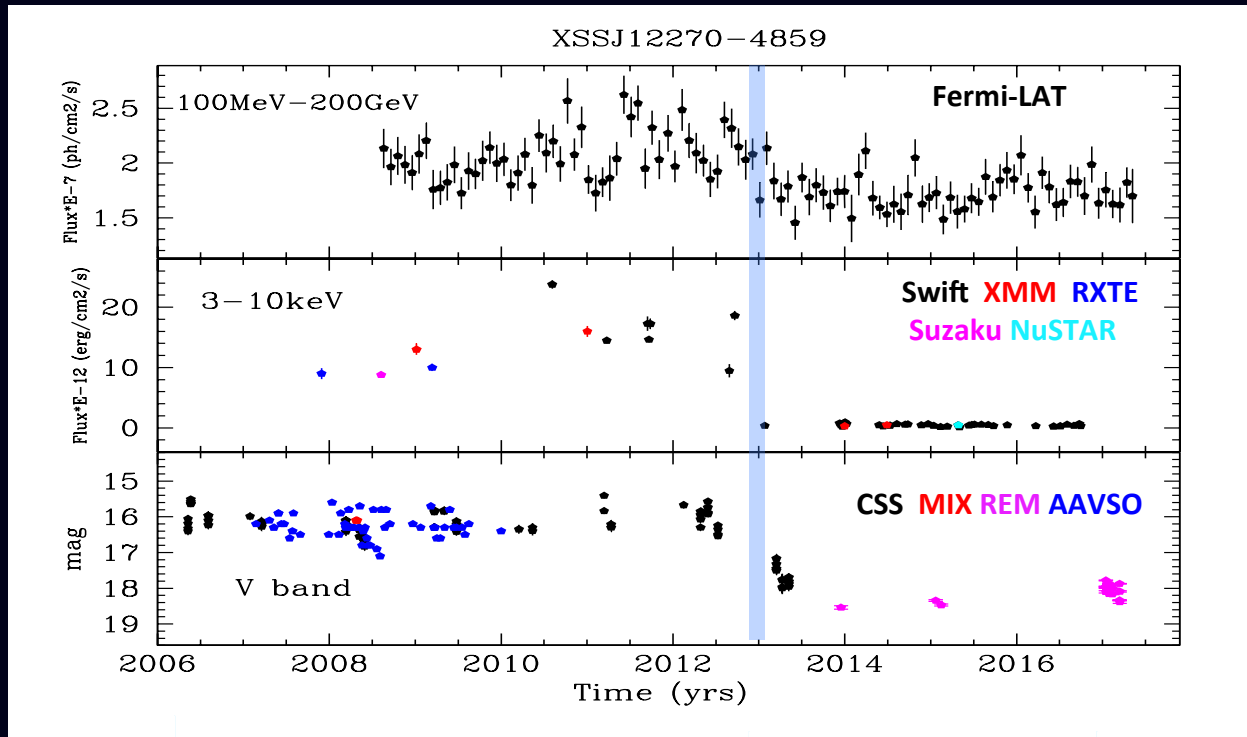 XSSJ12270−4859
100MeV−200GeV
Fermi-LAT
Flux*E−7 (ph/cm2/s)
2.5
2
1.5
3−10keV
Swift XMM RXTE
Suzaku NuSTAR
Flux*E−12 (erg/cm2/s)
20
10
0
CSS MIX REM AAVSO
mag
15
16
17
18
19
V band
2006 2008 2010 2012 2014 2016
Time (yrs)